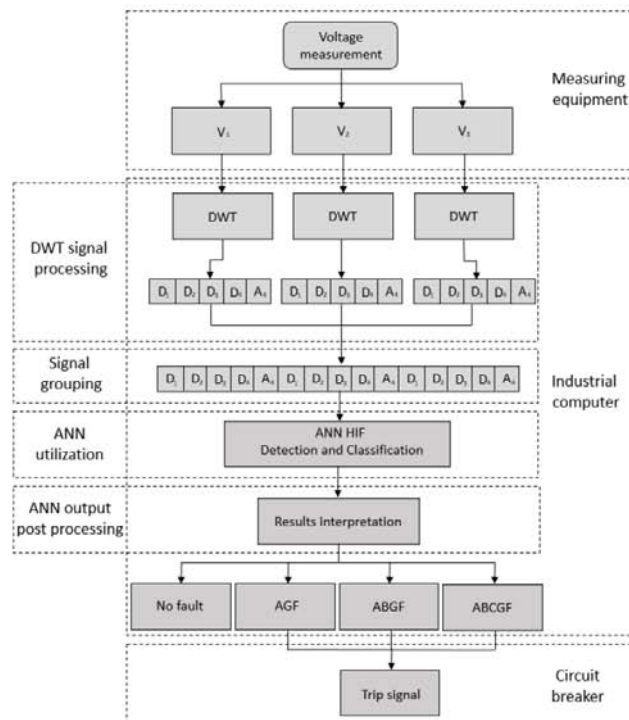 Voltage
measurement
Measuring
equipment
V₁ V₂ V₃
DWT signal
processing
DWT DWT DWT
D₁ D₂ D₃ D₄ A₄ D₁ D₂ D₃ D₄ A₄ D₁ D₂ D₃ D₄ A₄
Signal
grouping
D₁ D₂ D₃ D₄ A₄ D₁ D₂ D₃ D₄ A₄ D₁ D₂ D₃ D₄ A₄
Industrial
computer
ANN
utilization
ANN HIF
Detection and Classification
ANN output
post processing
Results interpretation
No fault AGF ABGF ABCGF
Trip signal
Circuit
breaker